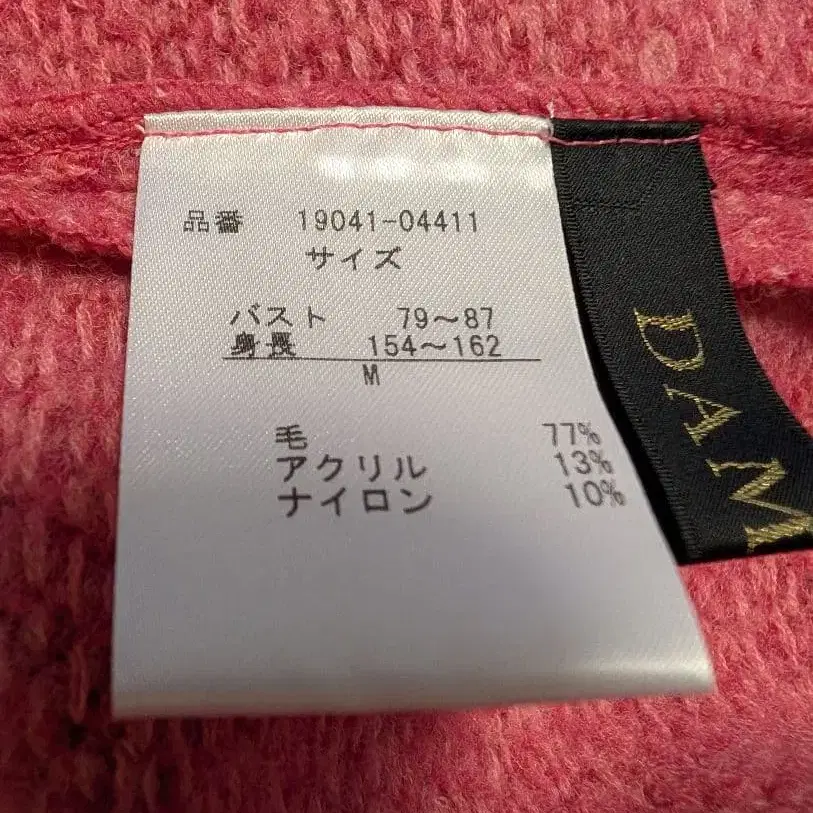 品番 19041-04411
サイズ
バスト 79～87
身長 154～162
M
毛 77%
アクリル 13%
ナイロン 10%
DAM